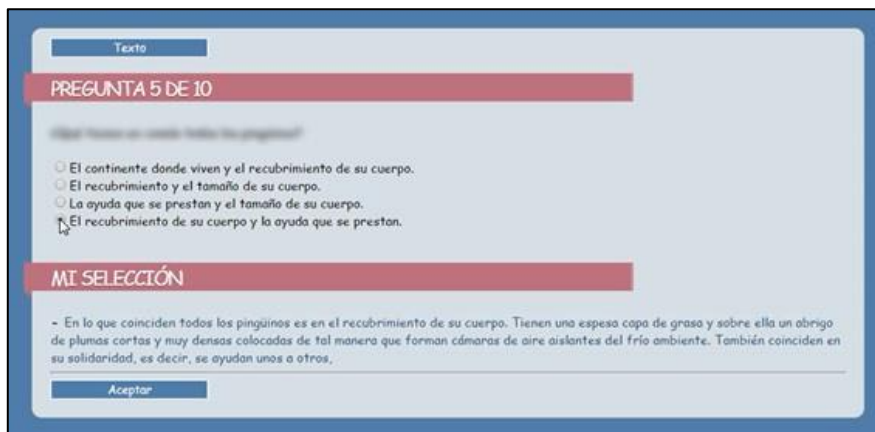 Texto
PREGUNTA 5 DE 10
El continente donde viven y el recubrimiento de su cuerpo.
El recubrimiento y el tamaño de su cuerpo.
La ayuda que se prestan y el tamaño de su cuerpo.
El recubrimiento de su cuerpo y la ayuda que se prestan.
MI SELECCIÓN
- En lo que coinciden todos los pingüinos es en el recubrimiento de su cuerpo. Tienen una espesa capa de grasa y sobre ella un abrigo
de plumas cortas y muy densas colocadas de tal manera que forman cámaras de aire aislantes del frío ambiente. También coinciden en
su solidaridad, es decir, se ayudan unos a otros,
Aceptar